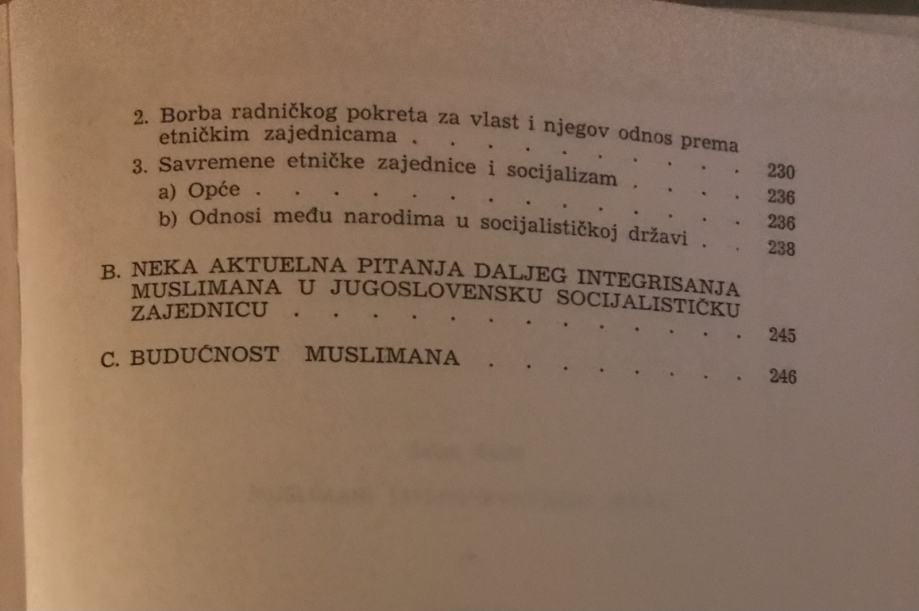 2. Borba radničkog pokreta za vlast i njegov odnos prema
etničkim zajednicama . . . . . . . . . 230
3. Savremene etničke zajednice i socijalizam . . . . 236
a) Opće . . . . . . . . . . . . . 236
b) Odnosi među narodima u socijalističkoj državi . . 238
B. NEKA AKTUELNA PITANJA DALJEG INTEGRISANJA
MUSLIMANA U JUGOSLOVENSKU SOCIJALISTIČKU
ZAJEDNICU . . . . . . . . . . . . 245
C. BUDUĆNOST MUSLIMANA . . . . . . . 246